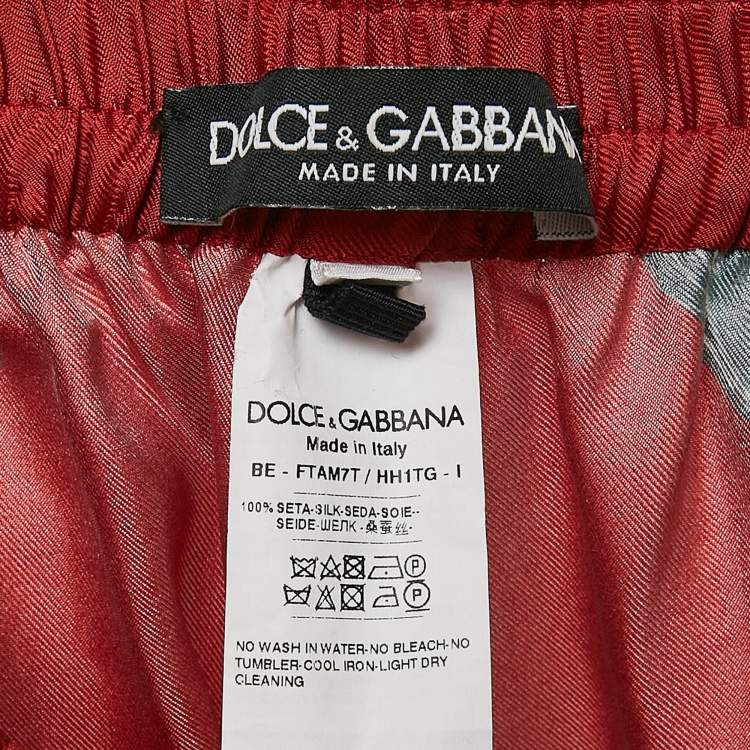 DOLCE & GABBANA
MADE IN ITALY
DOLCE & GABBANA
Made in Italy
BE - FTAM7T / HH1TG - I
100% SETA-SILK-SEDA-SOIE--
SEIDE-ШЕЛК -桑蚕丝-
P
P
NO WASH IN WATER-NO BLEACH-NO
TUMBLER-COOL IRON-LIGHT DRY
CLEANING